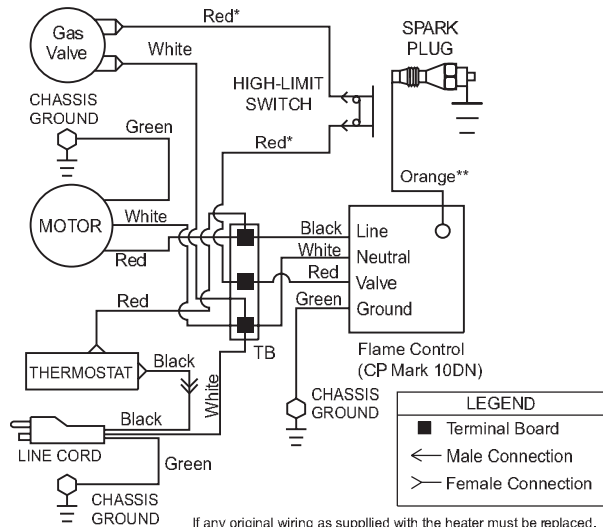 Red*
Gas
Valve
White
SPARK
PLUG
HIGH-LIMIT
SWITCH
CHASSIS
GROUND
Green
Red*
Orange**
MOTOR
White
Red
Black
White
Red
Green
Line
Neutral
Valve
Ground
Red
TB
Flame Control
(CP Mark 10DN)
THERMOSTAT
Black
White
Black
LINE CORD
Green
CHASSIS
GROUND
CHASSIS
GROUND
LEGEND
Terminal Board
Male Connection
Female Connection
If any original wiring as suppllied with the heater must be replaced,